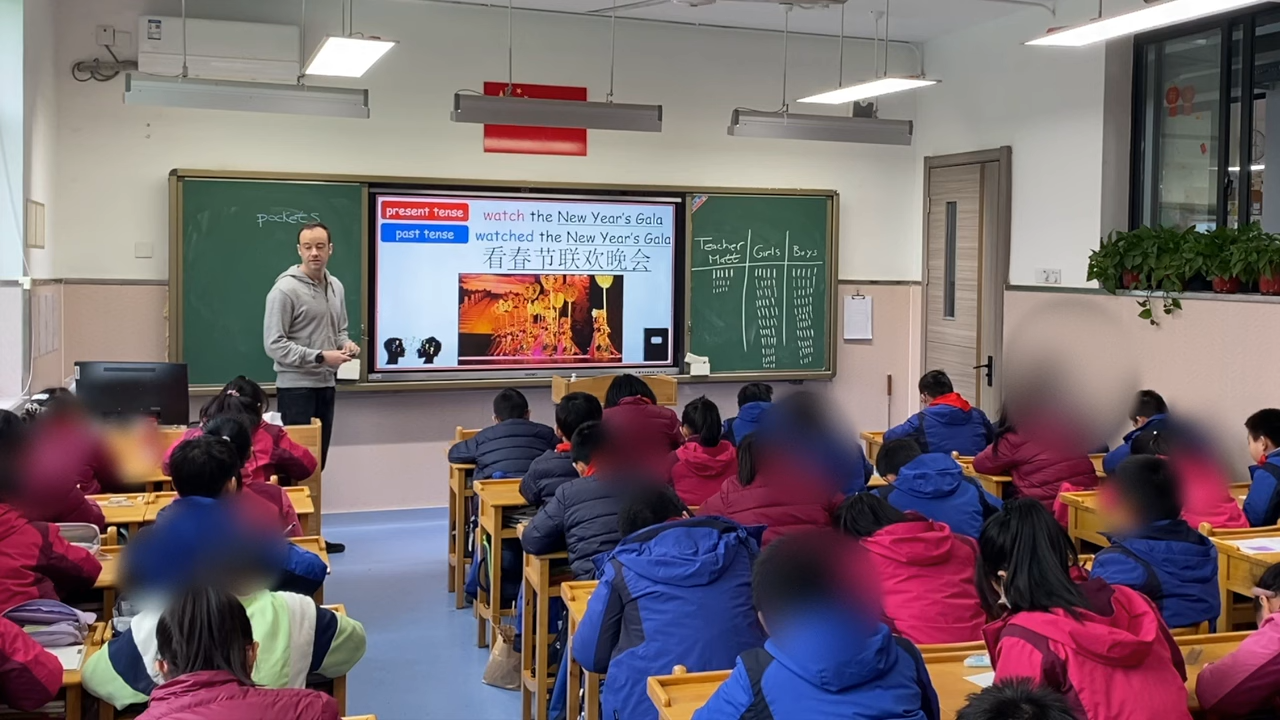 pockets
present tense
watch the New Year's Gala
past tense
watched the New Year's Gala
看春节联欢晚会
Teacher Matt
Girls
Boys